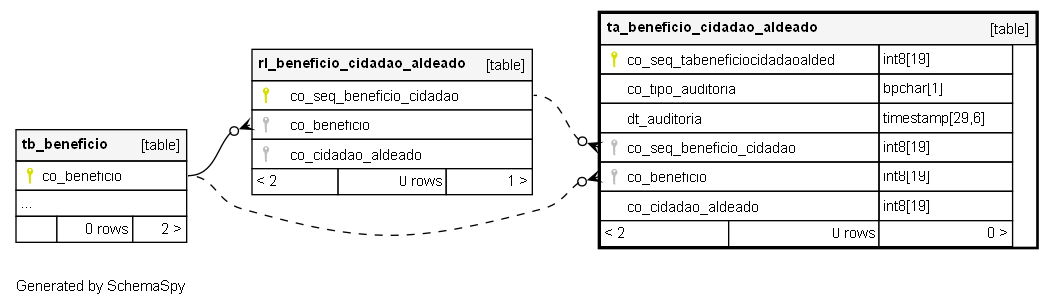 tb_beneficio [table]
co_beneficio
...
0 rows 2 >
rl_beneficio_cidadao_aldeado [table]
co_seq_beneficio_cidadao
co_beneficio
co_cidadao_aldeado
< 2 0 rows 1 >
ta_beneficio_cidadao_aldeado [table]
co_seq_tabeneficiocidadaoalded int8[19]
co_tipo_auditoria bpchar[1]
dt_auditoria timestamp[29,6]
co_seq_beneficio_cidadao int8[19]
co_beneficio int8[19]
co_cidadao_aldeado int8[19]
< 2 0 rows 0 >
Generated by SchemaSpy